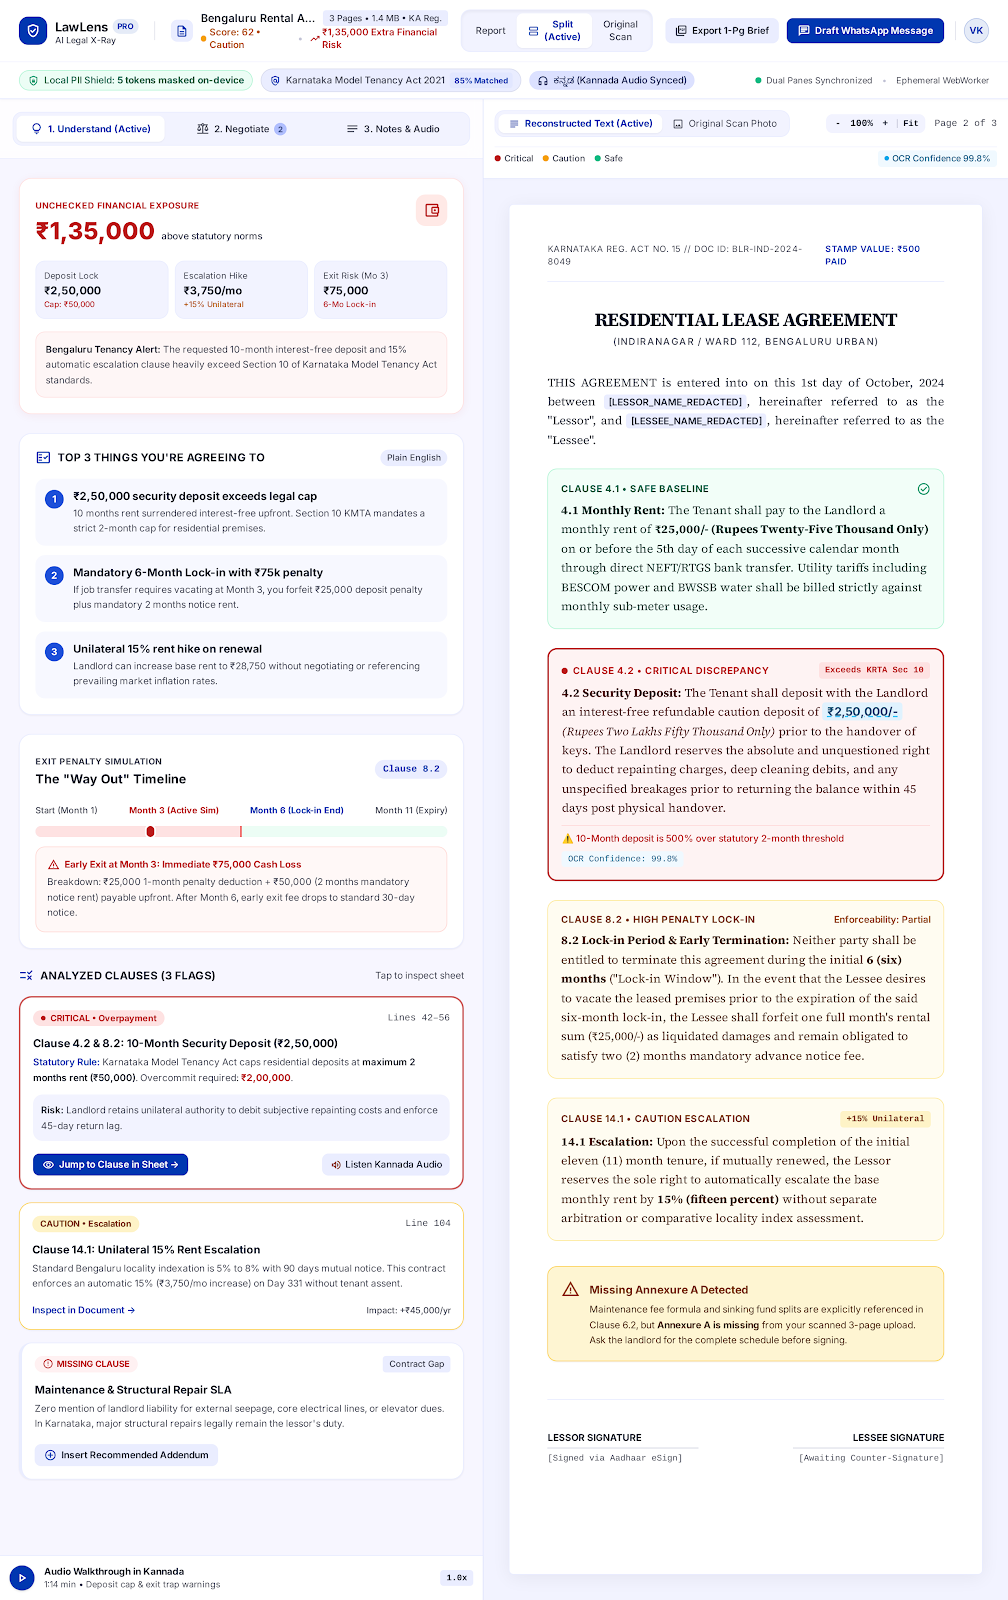 LawLens PRO
AI Legal X-Ray
Bengaluru Rental A...
3 Pages • 1.4 MB • KA Reg.
Score: 62 •
Caution
₹1,35,000 Extra Financial
Risk
Report
Split
(Active)
Original
Scan
Export 1-Pg Brief
Draft WhatsApp Message
VK
Local PII Shield: 5 tokens masked on-device
Karnataka Model Tenancy Act 2021 85% Matched
ಕನ್ನಡ (Kannada Audio Synced)
Dual Panes Synchronized • Ephemeral WebWorker
1. Understand (Active)
2. Negotiate 2
3. Notes & Audio
UNCHECKED FINANCIAL EXPOSURE
₹1,35,000 above statutory norms
Deposit Lock
₹2,50,000
Cap: ₹50,000
Escalation Hike
₹3,750/mo
+15% Unilateral
Exit Risk (Mo 3)
₹75,000
6-Mo Lock-in
Bengaluru Tenancy Alert: The requested 10-month interest-free deposit and 15%
automatic escalation clause heavily exceed Section 10 of Karnataka Model Tenancy Act
standards.
TOP 3 THINGS YOU'RE AGREEING TO
Plain English
1
₹2,50,000 security deposit exceeds legal cap
10 months rent surrendered interest-free upfront. Section 10 KMTA mandates a
strict 2-month cap for residential premises.
2
Mandatory 6-Month Lock-in with ₹75k penalty
If job transfer requires vacating at Month 3, you forfeit ₹25,000 deposit penalty
plus mandatory 2 months notice rent.
3
Unilateral 15% rent hike on renewal
Landlord can increase base rent to ₹28,750 without negotiating or referencing
prevailing market inflation rates.
EXIT PENALTY SIMULATION
The "Way Out" Timeline
Clause 8.2
Start (Month 1)
Month 3 (Active Sim)
Month 6 (Lock-in End)
Month 11 (Expiry)
Early Exit at Month 3: Immediate ₹75,000 Cash Loss
Breakdown: ₹25,000 1-month penalty deduction + ₹50,000 (2 months mandatory
notice rent) payable upfront. After Month 6, early exit fee drops to standard 30-day
notice.
ANALYZED CLAUSES (3 FLAGS)
Tap to inspect sheet
CRITICAL • Overpayment
Lines 42–56
Clause 4.2 & 8.2: 10-Month Security Deposit (₹2,50,000)
Statutory Rule: Karnataka Model Tenancy Act caps residential deposits at maximum 2
months rent (₹50,000). Overcommit required: ₹2,00,000.
Risk: Landlord retains unilateral authority to debit subjective repainting costs and enforce
45-day return lag.
Jump to Clause in Sheet →
Listen Kannada Audio
CAUTION • Escalation
Line 104
Clause 14.1: Unilateral 15% Rent Escalation
Standard Bengaluru locality indexation is 5% to 8% with 90 days mutual notice. This contract
enforces an automatic 15% (₹3,750/mo increase) on Day 331 without tenant assent.
Inspect in Document →
Impact: +₹45,000/yr
MISSING CLAUSE
Contract Gap
Maintenance & Structural Repair SLA
Zero mention of landlord liability for external seepage, core electrical lines, or elevator dues.
In Karnataka, major structural repairs legally remain the lessor's duty.
Insert Recommended Addendum
Audio Walkthrough in Kannada
1:14 min • Deposit cap & exit trap warnings
1.0x
Reconstructed Text (Active)
Original Scan Photo
- 100% + Fit
Page 2 of 3
Critical
Caution
Safe
OCR Confidence 99.8%
KARNATAKA REG. ACT NO. 15 // DOC ID: BLR-IND-2024-
8049
STAMP VALUE: ₹500
PAID
RESIDENTIAL LEASE AGREEMENT
(INDIRANAGAR / WARD 112, BENGALURU URBAN)
THIS AGREEMENT is entered into on this 1st day of October, 2024
between [LESSOR_NAME_REDACTED] , hereinafter referred to as the
"Lessor", and [LESSEE_NAME_REDACTED] , hereinafter referred to as the
"Lessee".
CLAUSE 4.1 • SAFE BASELINE
4.1 Monthly Rent: The Tenant shall pay to the Landlord a
monthly rent of ₹25,000/- (Rupees Twenty-Five Thousand Only)
on or before the 5th day of each successive calendar month
through direct NEFT/RTGS bank transfer. Utility tariffs including
BESCOM power and BWSSB water shall be billed strictly against
monthly sub-meter usage.
CLAUSE 4.2 • CRITICAL DISCREPANCY
Exceeds KRTA Sec 10
4.2 Security Deposit: The Tenant shall deposit with the Landlord
an interest-free refundable caution deposit of ₹2,50,000/-
(Rupees Two Lakhs Fifty Thousand Only) prior to the handover of
keys. The Landlord reserves the absolute and unquestioned right
to deduct repainting charges, deep cleaning debits, and any
unspecified breakages prior to returning the balance within 45
days post physical handover.
⚠️ 10-Month deposit is 500% over statutory 2-month threshold
OCR Confidence: 99.8%
CLAUSE 8.2 • HIGH PENALTY LOCK-IN
Enforceability: Partial
8.2 Lock-in Period & Early Termination: Neither party shall be
entitled to terminate this agreement during the initial 6 (six)
months ("Lock-in Window"). In the event that the Lessee desires
to vacate the leased premises prior to the expiration of the said
six-month lock-in, the Lessee shall forfeit one full month's rental
sum (₹25,000/-) as liquidated damages and remain obligated to
satisfy two (2) months mandatory advance notice fee.
CLAUSE 14.1 • CAUTION ESCALATION
+15% Unilateral
14.1 Escalation: Upon the successful completion of the initial
eleven (11) month tenure, if mutually renewed, the Lessor
reserves the sole right to automatically escalate the base
monthly rent by 15% (fifteen percent) without separate
arbitration or comparative locality index assessment.
Missing Annexure A Detected
Maintenance fee formula and sinking fund splits are explicitly referenced in
Clause 6.2, but Annexure A is missing from your scanned 3-page upload.
Ask the landlord for the complete schedule before signing.
LESSOR SIGNATURE
[Signed via Aadhaar eSign]
LESSEE SIGNATURE
[Awaiting Counter-Signature]